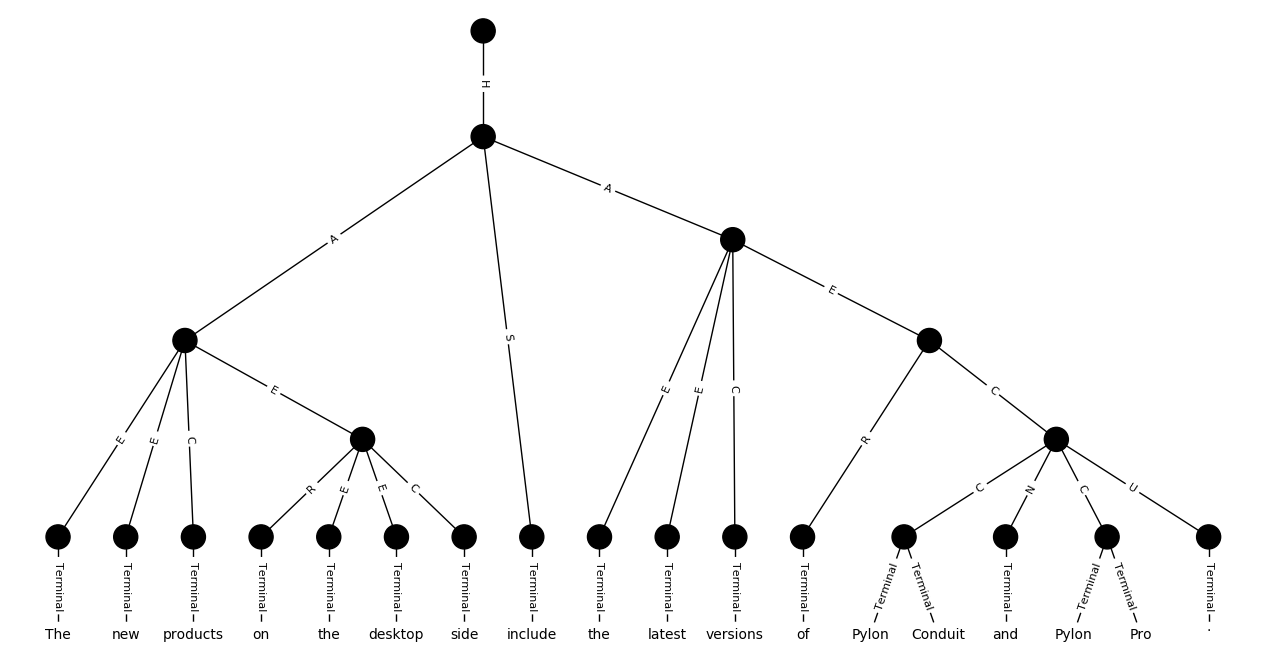 H
A
A
S
E
E
E
E
C
E
E
E
C
R
C
R
E
E
C
C
N
C
U
Terminal Terminal Terminal Terminal Terminal Terminal Terminal Terminal Terminal Terminal Terminal Terminal Terminal Terminal Terminal Terminal Terminal Terminal
The new products on the desktop side include the latest versions of Pylon Conduit and Pylon Pro .